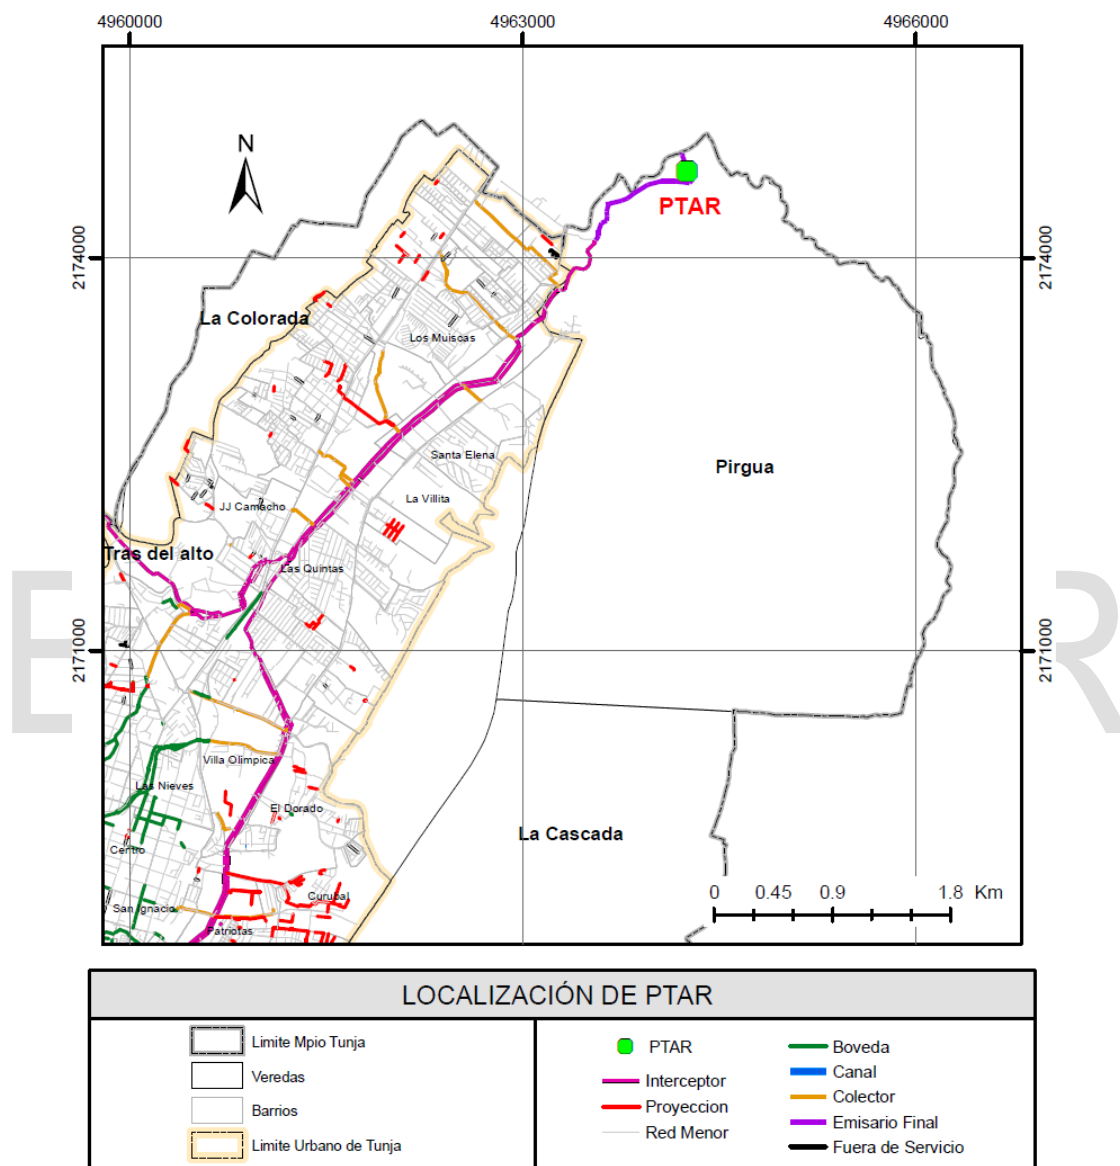 4960000 4963000 4966000
N
PTAR
2174000 2174000
La Colorada
Los Muiscas
Santa Elena
Pirgua
La Villita
JJ Camacho
Tras del alto
Las Quintas
E R
2171000 2171000
Villa Olimpica
Las Nieves
El Dorado
La Cascada
Centro
0 0.45 0.9 1.8 Km
Curubal
San Ignacio
Patriotas
LOCALIZACIÓN DE PTAR
Limite Mpio Tunja
Veredas
Barrios
Limite Urbano de Tunja
PTAR
Interceptor
Proyeccion
Red Menor
Boveda
Canal
Colector
Emisario Final
Fuera de Servicio